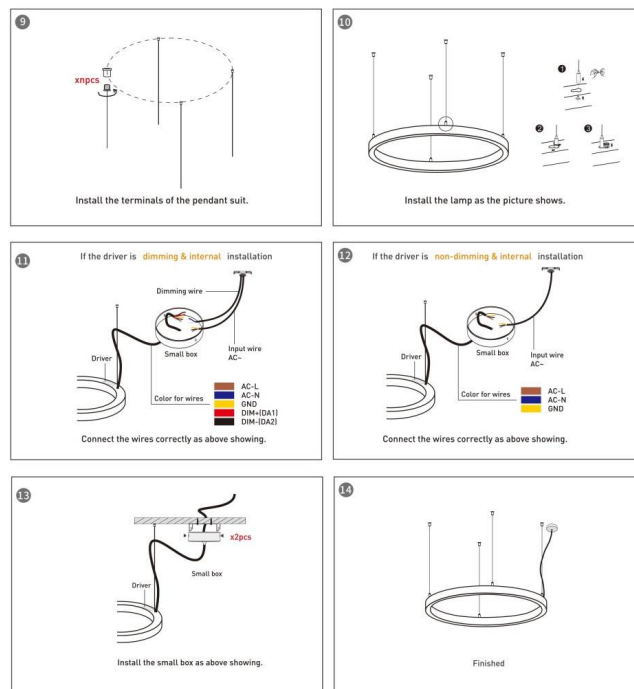 9
xnpcs
Install the terminals of the pendant suit.
10
1
2
3
Install the lamp as the picture shows.
11
If the driver is dimming & internal installation
Dimming wire
Small box
Input wire
AC~
Driver
Color for wires
AC-L
AC-N
GND
DIM+(DA1)
DIM-(DA2)
Connect the wires correctly as above showing.
12
If the driver is non-dimming & internal installation
Small box
Input wire
AC~
Driver
Color for wires
AC-L
AC-N
GND
Connect the wires correctly as above showing.
13
x2pcs
Small box
Driver
Install the small box as above showing.
14
Finished